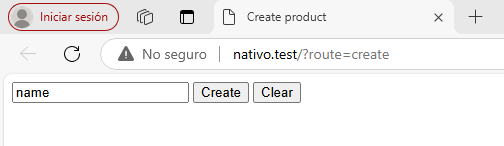 Iniciar sesión
Create product
No seguro
nativo.test/?route=create
name Create Clear